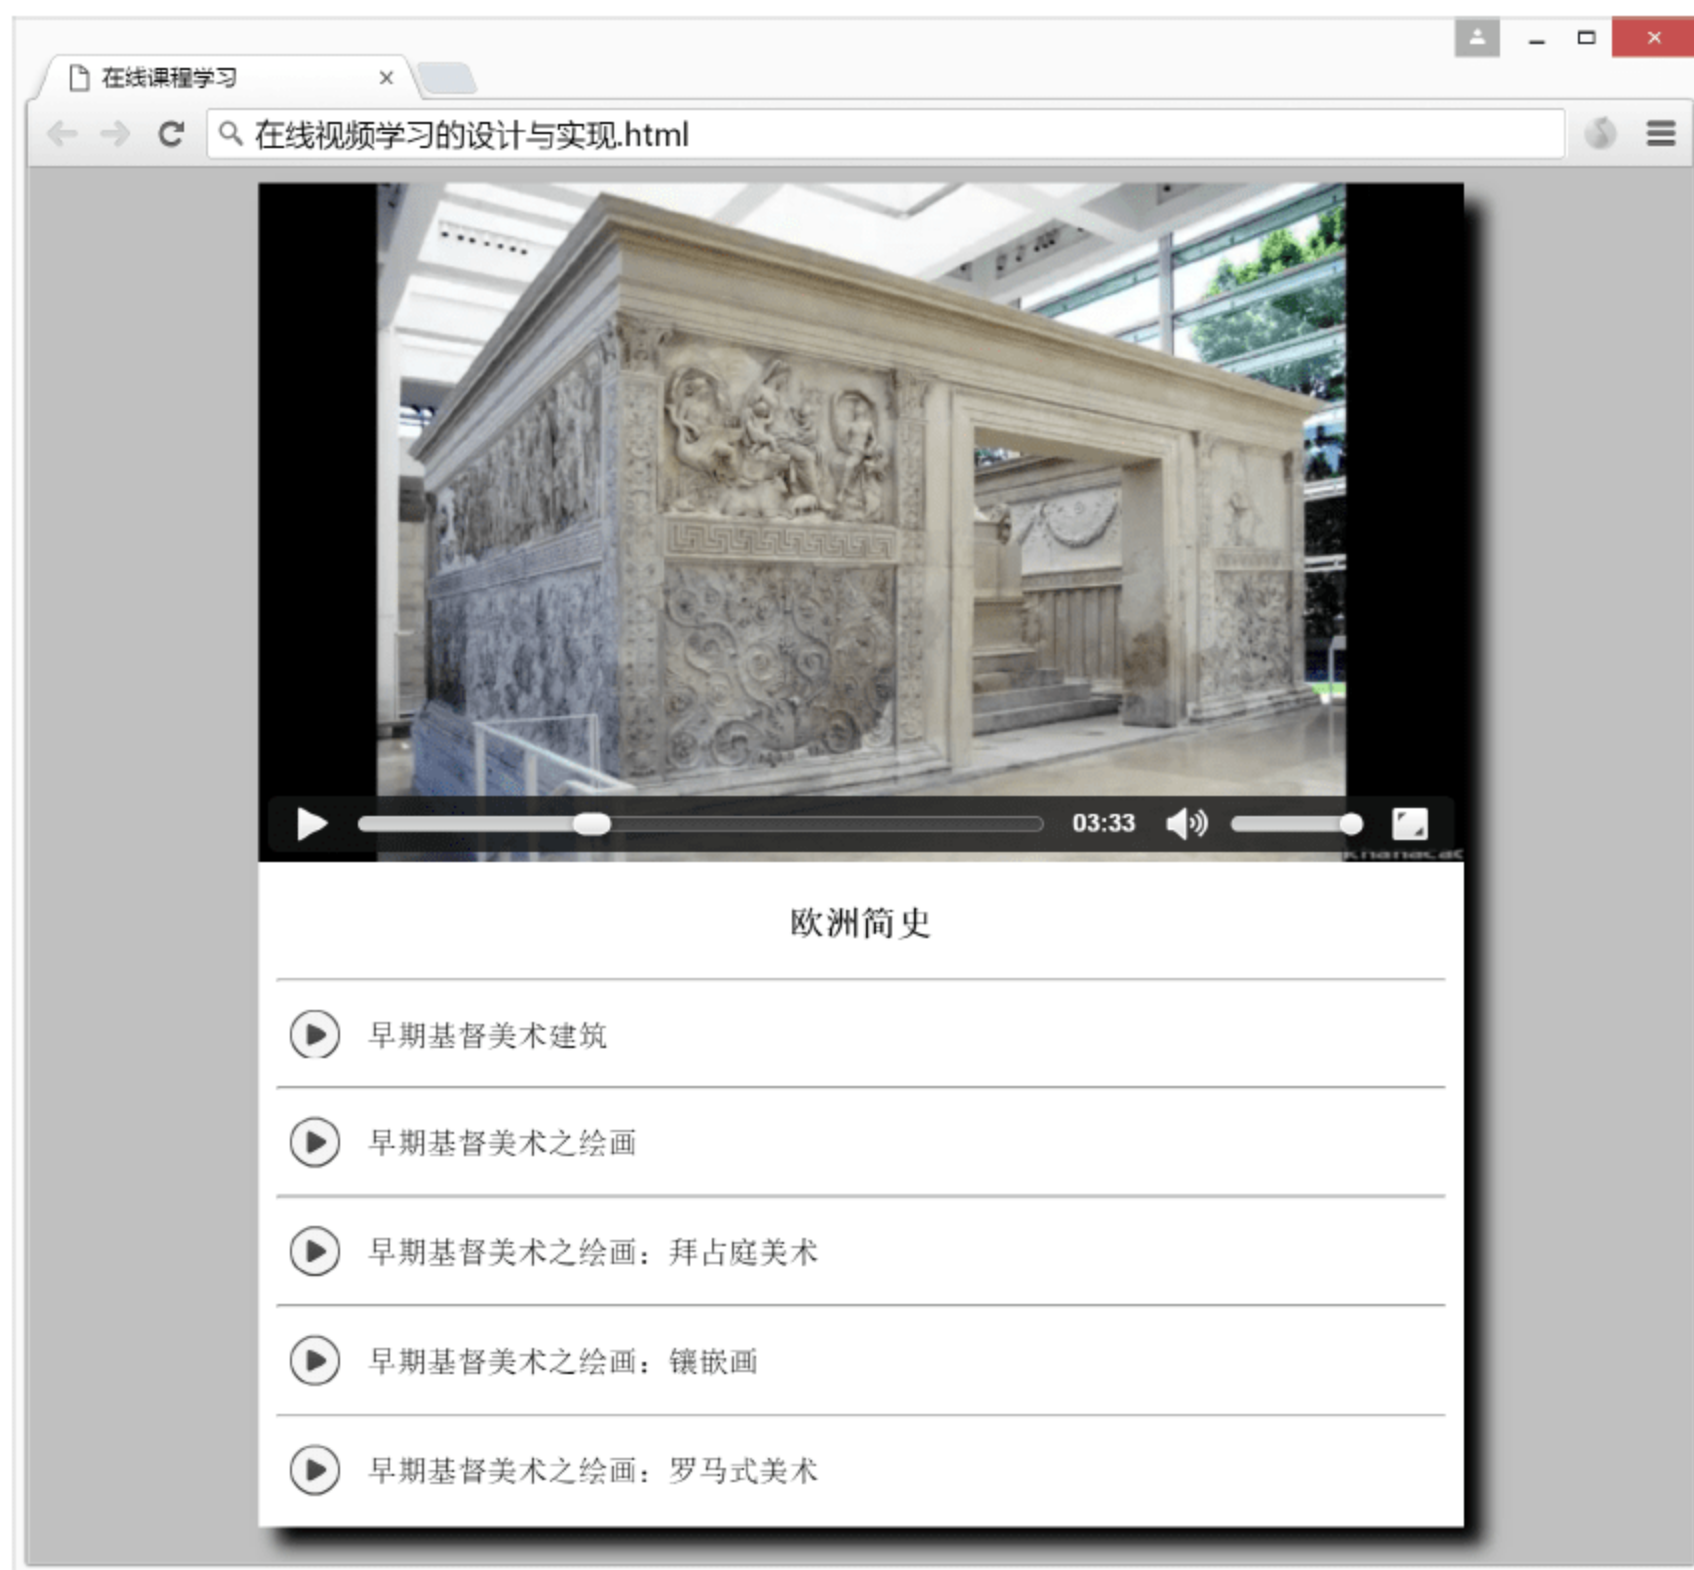 在线课程学习
在线视频学习的设计与实现.html
03:33
欧洲简史
早期基督美术建筑
早期基督美术之绘画
早期基督美术之绘画：拜占庭美术
早期基督美术之绘画：镶嵌画
早期基督美术之绘画：罗马式美术